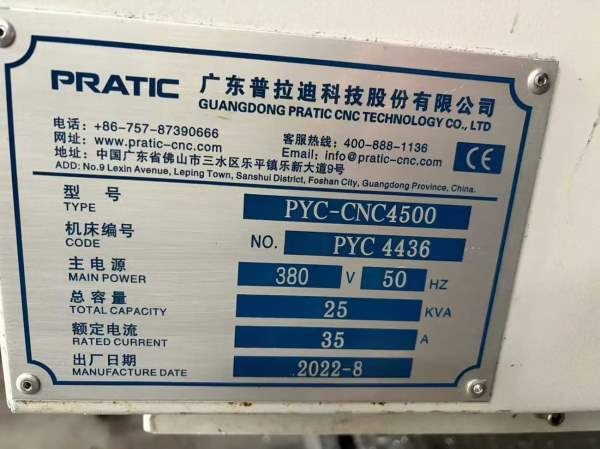 PRATIC 广东普拉迪科技股份有限公司
GUANGDONG PRATIC CNC TECHNOLOGY CO., LTD
电话: +86-757-87390666 客服热线: 400-888-1136
网址: www.pratic-cnc.com Email: info@pratic-cnc.com
地址: 中国广东省佛山市三水区乐平镇乐新大道9号
ADD: No.9 Lexin Avenue, Leping Town, Sanshui District, Foshan City, Guangdong Province, China.
CE
型号 PYC-CNC4500
TYPE
机床编号 NO. PYC 4436
CODE
主电源 380 V 50 HZ
MAIN POWER
总容量 25 KVA
TOTAL CAPACITY
额定电流 35 A
RATED CURRENT
出厂日期 2022-8
MANUFACTURE DATE